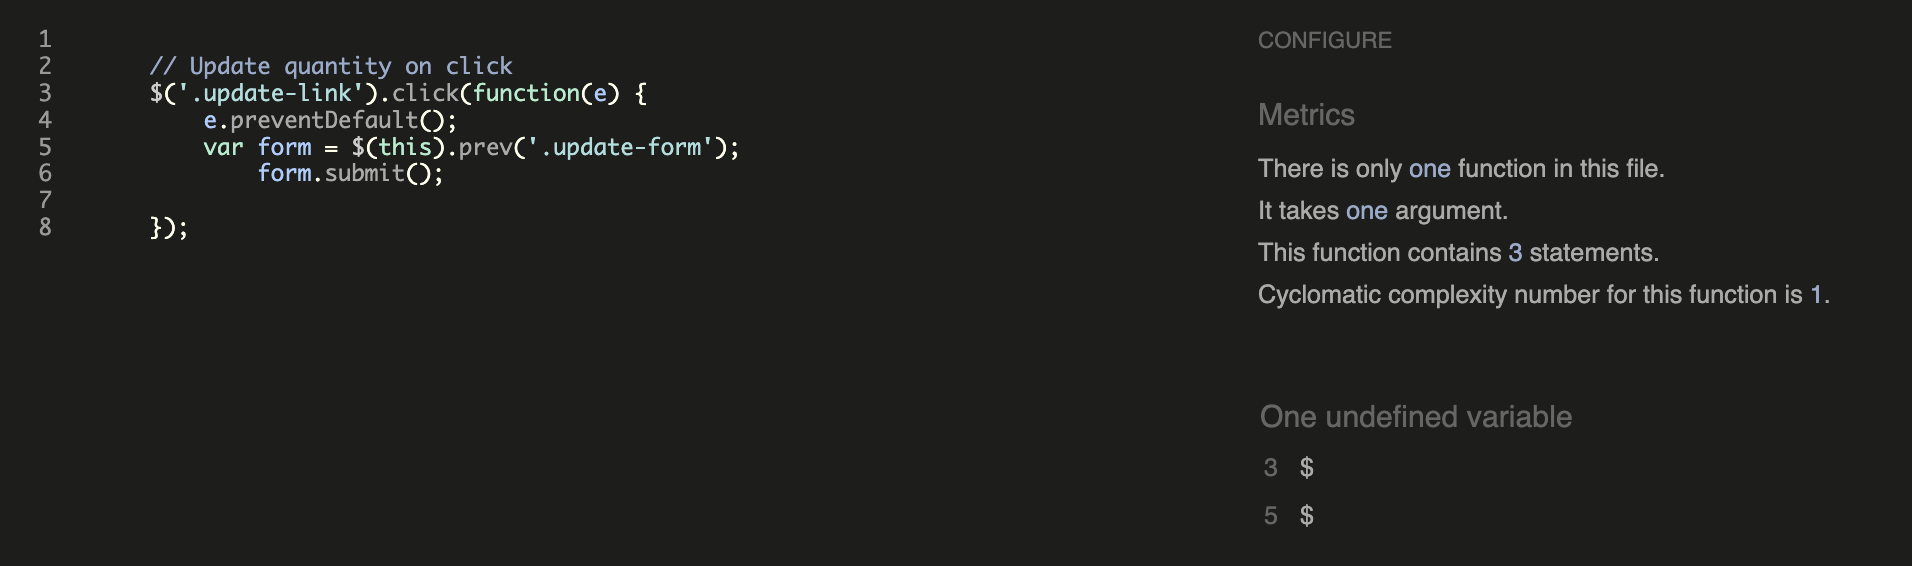 1
2 // Update quantity on click
3 $('.update-link').click(function(e) {
4 e.preventDefault();
5 var form = $(this).prev('.update-form');
6 form.submit();
7
8 });
CONFIGURE
Metrics
There is only one function in this file.
It takes one argument.
This function contains 3 statements.
Cyclomatic complexity number for this function is 1.
One undefined variable
3 $
5 $